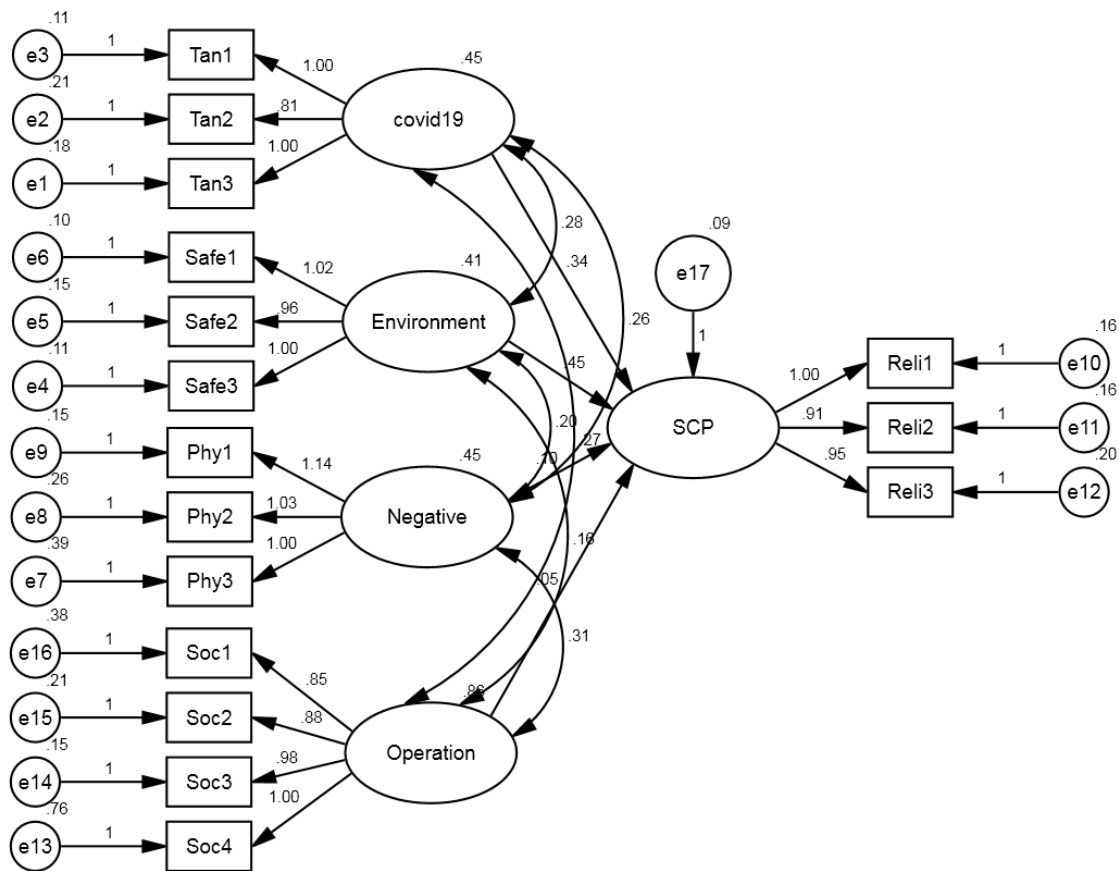 .11
e3 1 Tan1
1.00
.45
.21
e2 1 Tan2
.81
covid19
.18
e1 1 Tan3
1.00
.10
e6 1 Safe1
1.02
.41
.28
.34
.26
.09
e17
1
.15
e5 1 Safe2
.96
Environment
.11
e4 1 Safe3
1.00
.45
.20
.27
.10
SCP
1.00
Reli1
1
.16
e10
.91
Reli2
1
.16
e11
.95
Reli3
1
.20
e12
.15
e9 1 Phy1
1.14
.45
.26
e8 1 Phy2
1.03
Negative
.39
e7 1 Phy3
1.00
.16
.05
.31
.38
e16 1 Soc1
.85
.86
.21
e15 1 Soc2
.88
Operation
.15
e14 1 Soc3
.98
.76
e13 1 Soc4
1.00